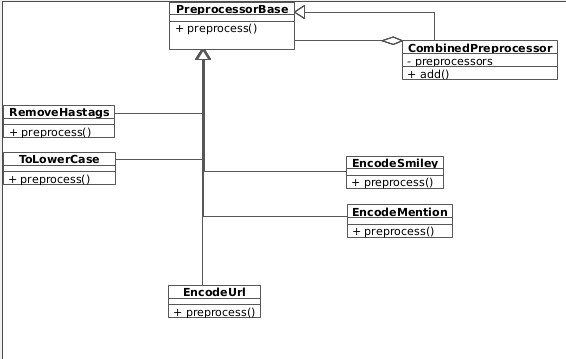 PreprocessorBase
+ preprocess()
CombinedPreprocessor
- preprocessors
+ add()
RemoveHastags
+ preprocess()
ToLowerCase
+ preprocess()
EncodeSmiley
+ preprocess()
EncodeMention
+ preprocess()
EncodeUrl
+ preprocess()